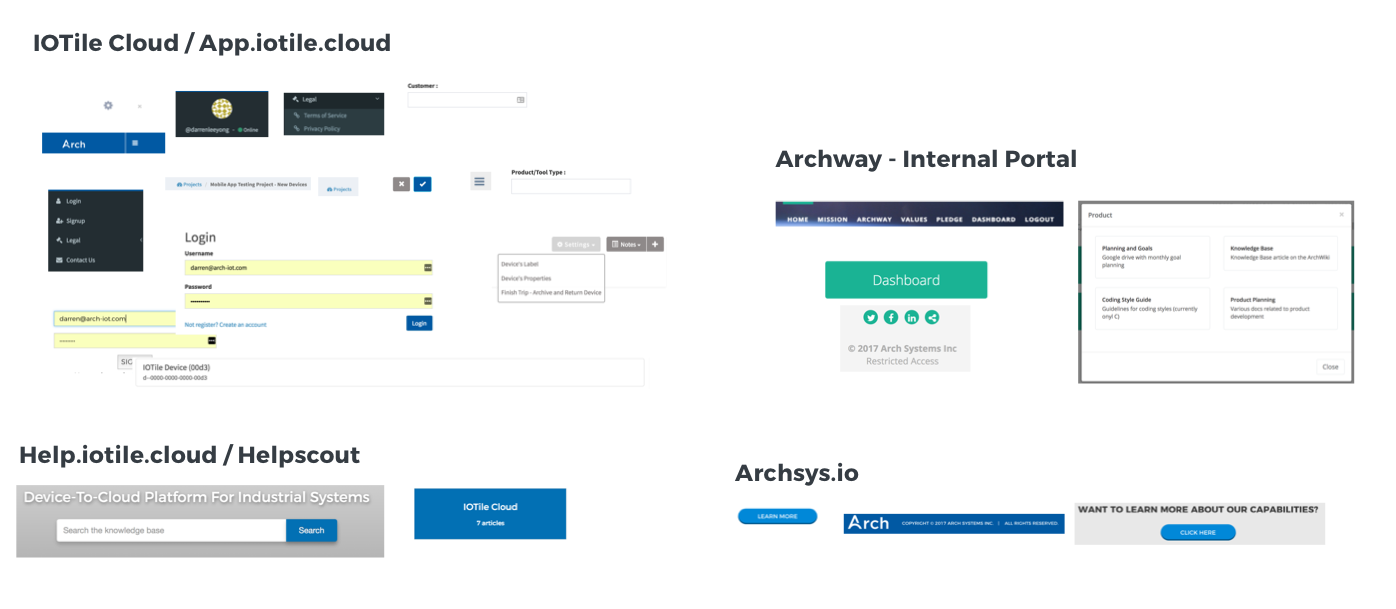 IOTile Cloud / App.iotile.cloud
Customer :
@darrenleeyong - Online
Legal
Terms of Service
Privacy Policy
Arch
Projects / Mobile App Testing Project - New Devices
Projects
Product/Tool Type :
Login
Signup
Legal
Contact Us
Login
Username
darren@arch-iot.com
Password
Not register? Create an account
Login
Settings
Notes
Device's Label
Device's Properties
Finish Trip - Archive and Return Device
darren@arch-iot.com
IOTile Device (00d3)
d--0000-0000-0000-00d3
Archway - Internal Portal
HOME MISSION ARCHWAY VALUES PLEDGE DASHBOARD LOGOUT
Dashboard
© 2017 Arch Systems Inc
Restricted Access
Product
Planning and Goals
Google drive with monthly goal
planning
Knowledge Base
Knowledge Base article on the ArchWiki
Coding Style Guide
Guidelines for coding styles (currently
onyl C)
Product Planning
Various docs related to product
development
Close
Help.iotile.cloud / Helpscout
Device-To-Cloud Platform For Industrial Systems
Search the knowledge base
Search
IOTile Cloud
7 articles
Archsys.io
LEARN MORE
Arch COPYRIGHT © 2017 ARCH SYSTEMS INC. / ALL RIGHTS RESERVED.
WANT TO LEARN MORE ABOUT OUR CAPABILITIES?
CLICK HERE